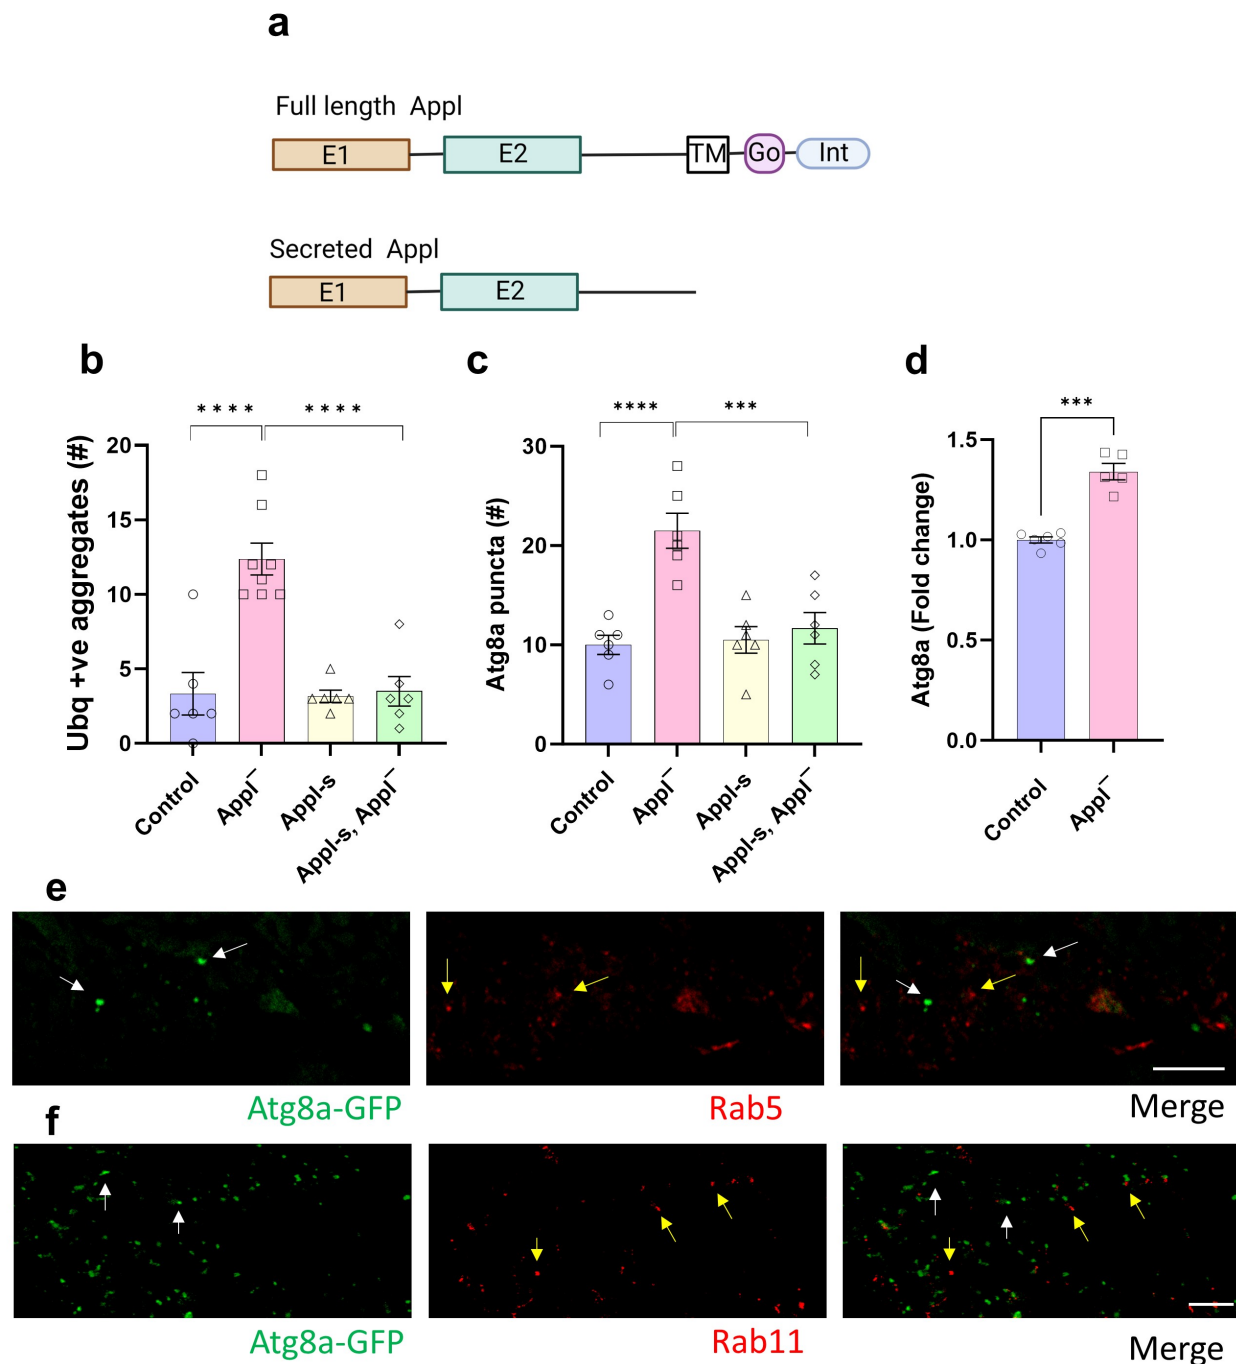 a
Full length Appl
E1 E2 TM Go Int
Secreted Appl
E1 E2
b
Ubq +ve aggregates (#)
20
15
10
5
0
**** ****
Control
Appl⁻
Appl-s
Appl-s, Appl⁻
c
Atg8a puncta (#)
30
20
10
0
**** ***
Control
Appl⁻
Appl-s
Appl-s, Appl⁻
d
Atg8a (Fold change)
1.5
1.0
0.5
0.0
***
Control
Appl⁻
e
Atg8a-GFP Rab5 Merge
f
Atg8a-GFP Rab11 Merge